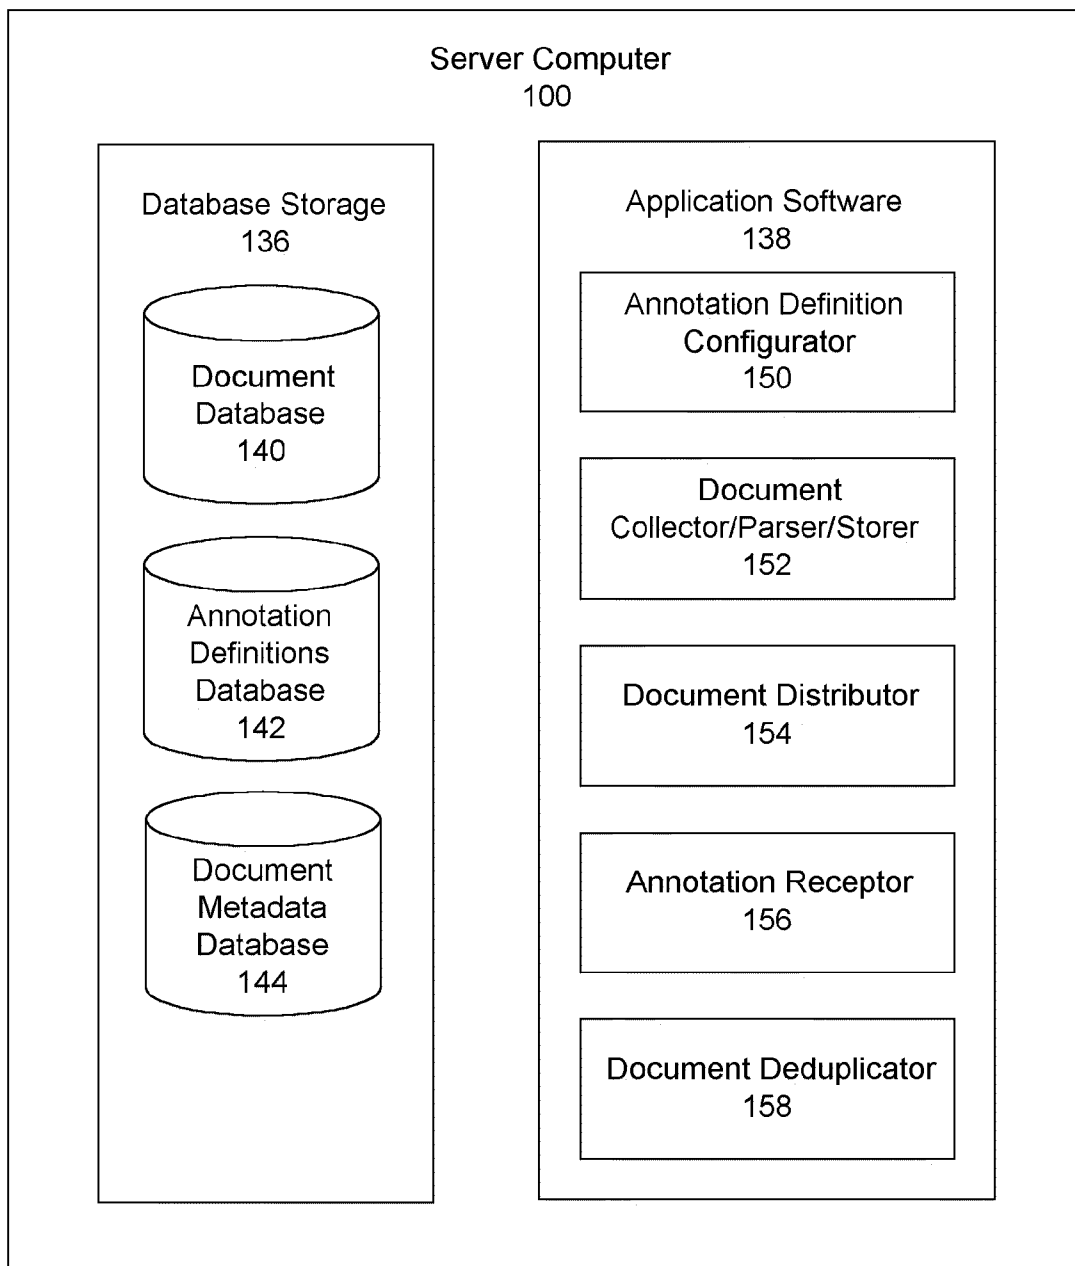 Server Computer
100
Database Storage
136
Document
Database
140
Annotation
Definitions
Database
142
Document
Metadata
Database
144
Application Software
138
Annotation Definition
Configurator
150
Document
Collector/Parser/Storer
152
Document Distributor
154
Annotation Receptor
156
Document Deduplicator
158